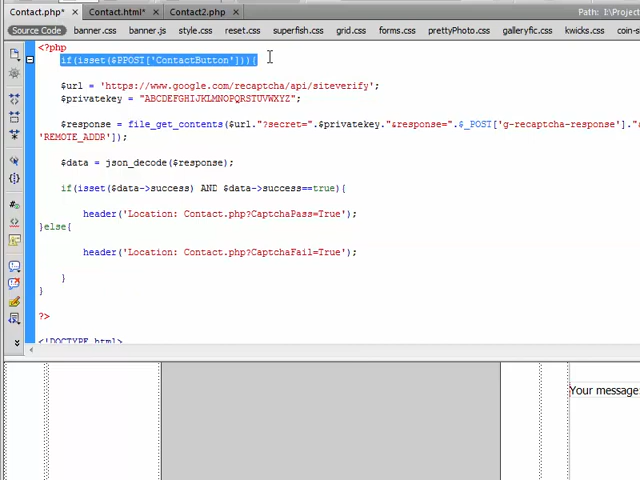 Contact.php* × Contact.html* × Contact2.php × Path: 1:\Project
Source Code banner.css banner.js style.css reset.css superfish.css grid.css forms.css prettyPhoto.css galleryfic.css kwicks.css coin-s
<?php
if(isset($PPOST['ContactButton'])){
$url = 'https://www.google.com/recaptcha/api/siteverify';
$privatekey = "ABCDEFGHIJKLMNOPQRSTUVWXYZ";
$response = file_get_contents($url."?secret=".$privatekey."&response=".$_POST['g-recaptcha-response']."&
'REMOTE_ADDR']);
$data = json_decode($response);
if(isset($data->success) AND $data->success==true){
header('Location: Contact.php?CaptchaPass=True');
}else{
header('Location: Contact.php?CaptchaFail=True');
}
}
?>
<!DOCTYPE html>
Your message: